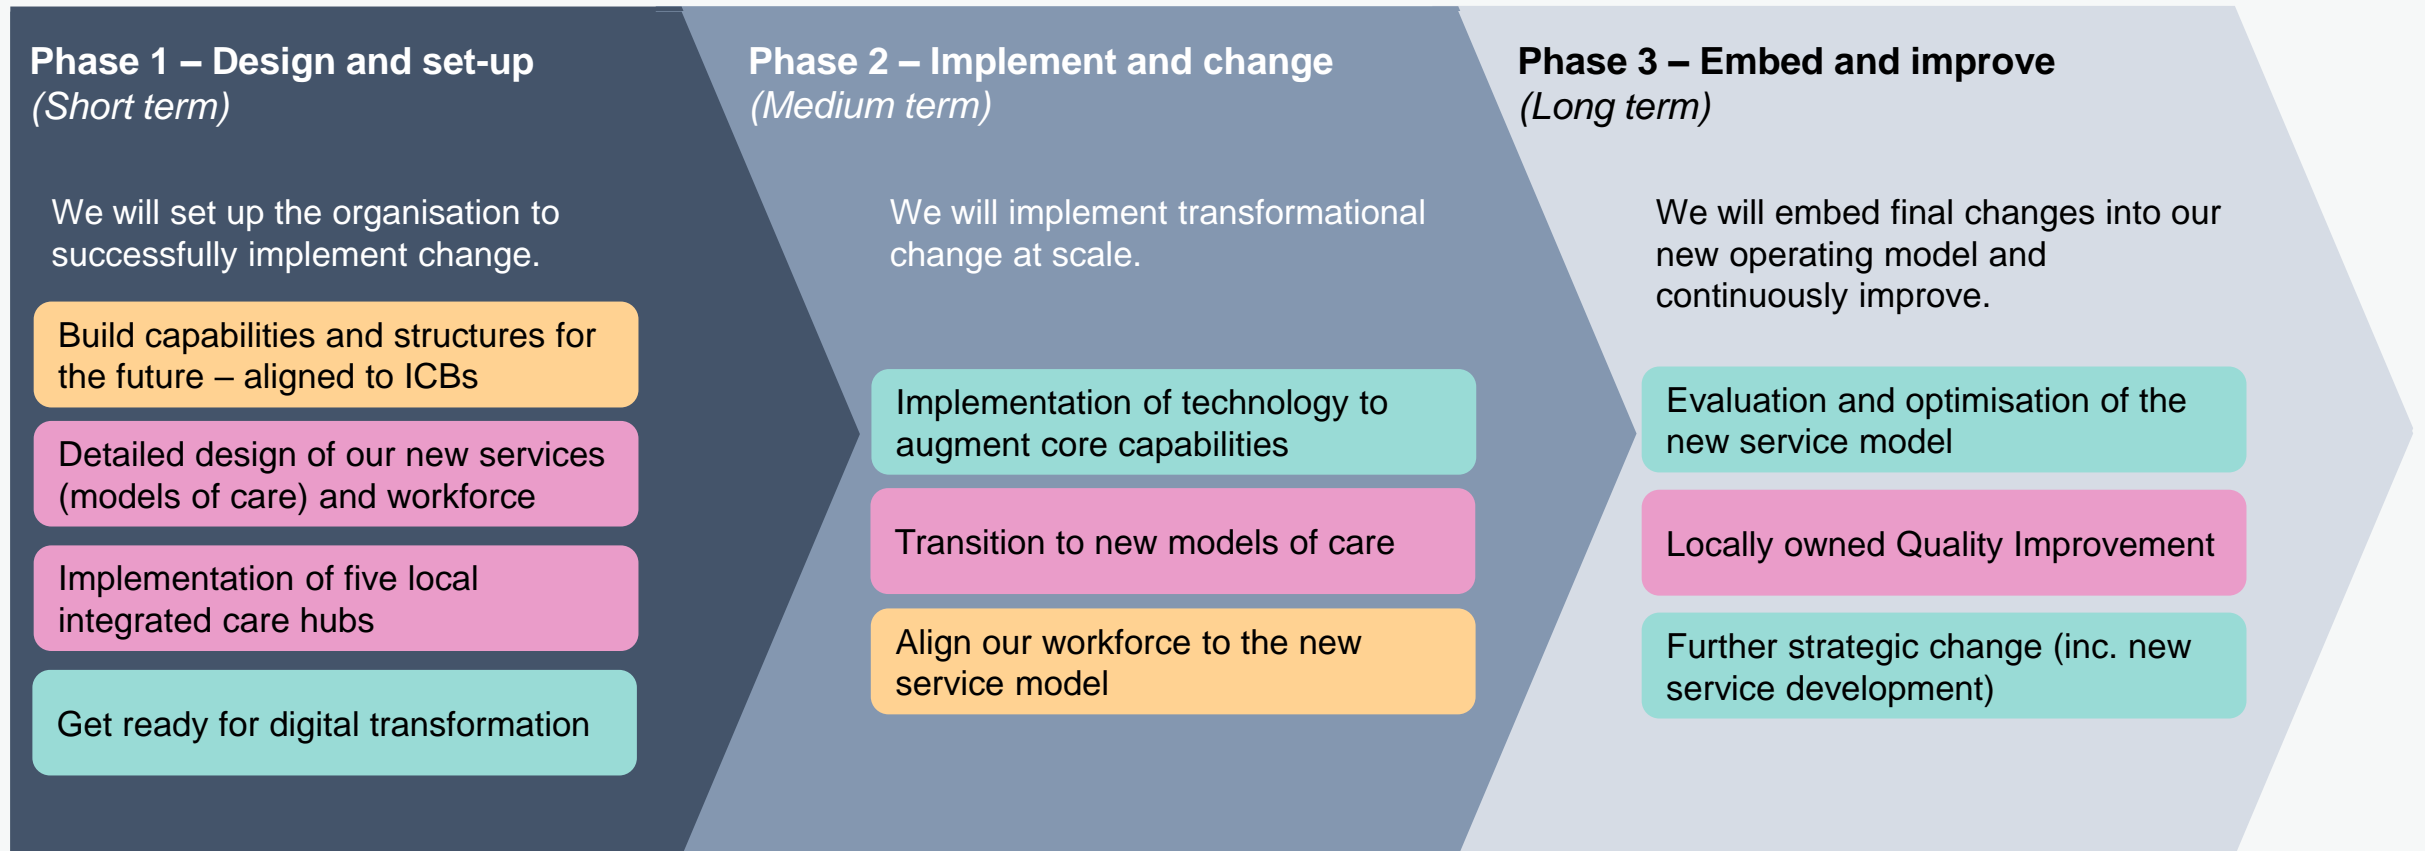 Phase 1 – Design and set-up
(Short term)
We will set up the organisation to
successfully implement change.
Build capabilities and structures for
the future – aligned to ICBs
Detailed design of our new services
(models of care) and workforce
Implementation of five local
integrated care hubs
Get ready for digital transformation
Phase 2 – Implement and change
(Medium term)
We will implement transformational
change at scale.
Implementation of technology to
augment core capabilities
Transition to new models of care
Align our workforce to the new
service model
Phase 3 – Embed and improve
(Long term)
We will embed final changes into our
new operating model and
continuously improve.
Evaluation and optimisation of the
new service model
Locally owned Quality Improvement
Further strategic change (inc. new
service development)